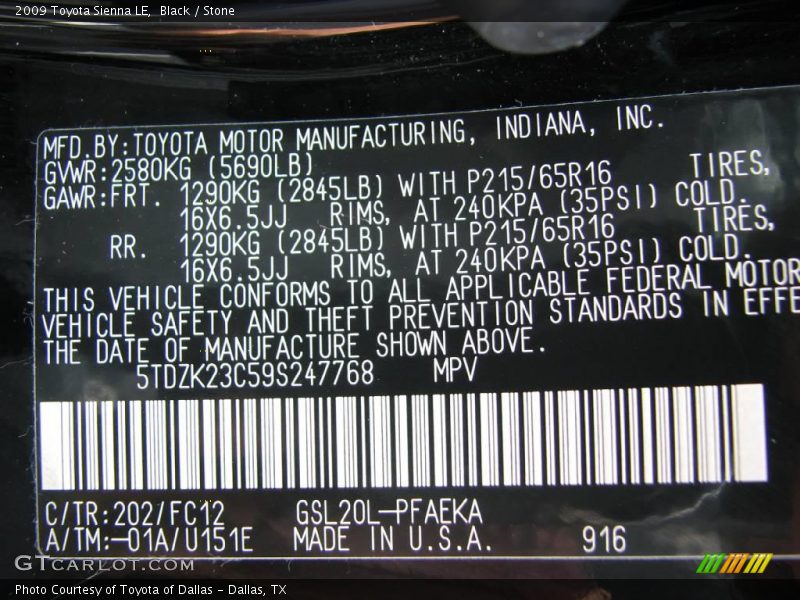 2009 Toyota Sienna LE, Black / Stone
MFD.BY:TOYOTA MOTOR MANUFACTURING, INDIANA, INC.
GVWR:2580KG (5690LB)
GAWR:FRT. 1290KG (2845LB) WITH P215/65R16 TIRES,
16X6.5JJ RIMS, AT 240KPA (35PSI) COLD.
RR. 1290KG (2845LB) WITH P215/65R16 TIRES,
16X6.5JJ RIMS, AT 240KPA (35PSI) COLD.
THIS VEHICLE CONFORMS TO ALL APPLICABLE FEDERAL MOTOR
VEHICLE SAFETY AND THEFT PREVENTION STANDARDS IN EFFE
THE DATE OF MANUFACTURE SHOWN ABOVE.
5TDZK23C59S247768 MPV
C/TR:202/FC12 GSL20L-PFAEKA
A/TM:-01A/U151E MADE IN U.S.A. 916
GTcarlot.com
Photo Courtesy of Toyota of Dallas - Dallas, TX